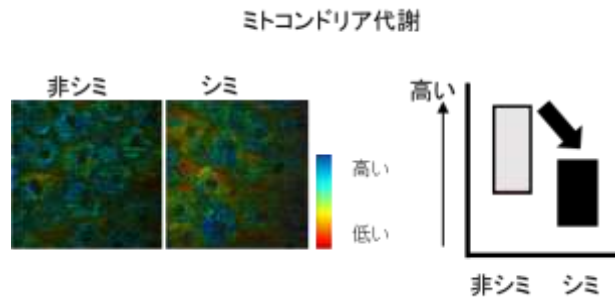 ミトコンドリア代謝
非シミ
シミ
高い
低い
高い
非シミ
シミ